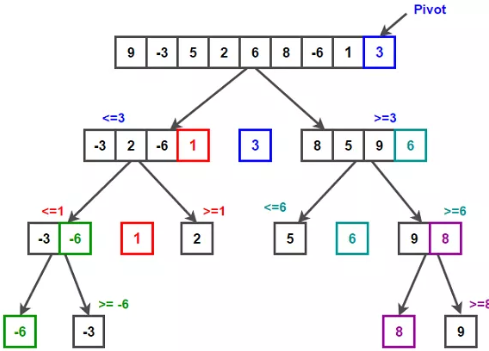 Pivot
9 -3 5 2 6 8 -6 1 3
<=3 >=3
-3 2 -6 1 3 8 5 9 6
<=1 >=1 <=6 >=6
-3 -6 1 2 5 6 9 8
>= -6 >=8
-6 -3 8 9